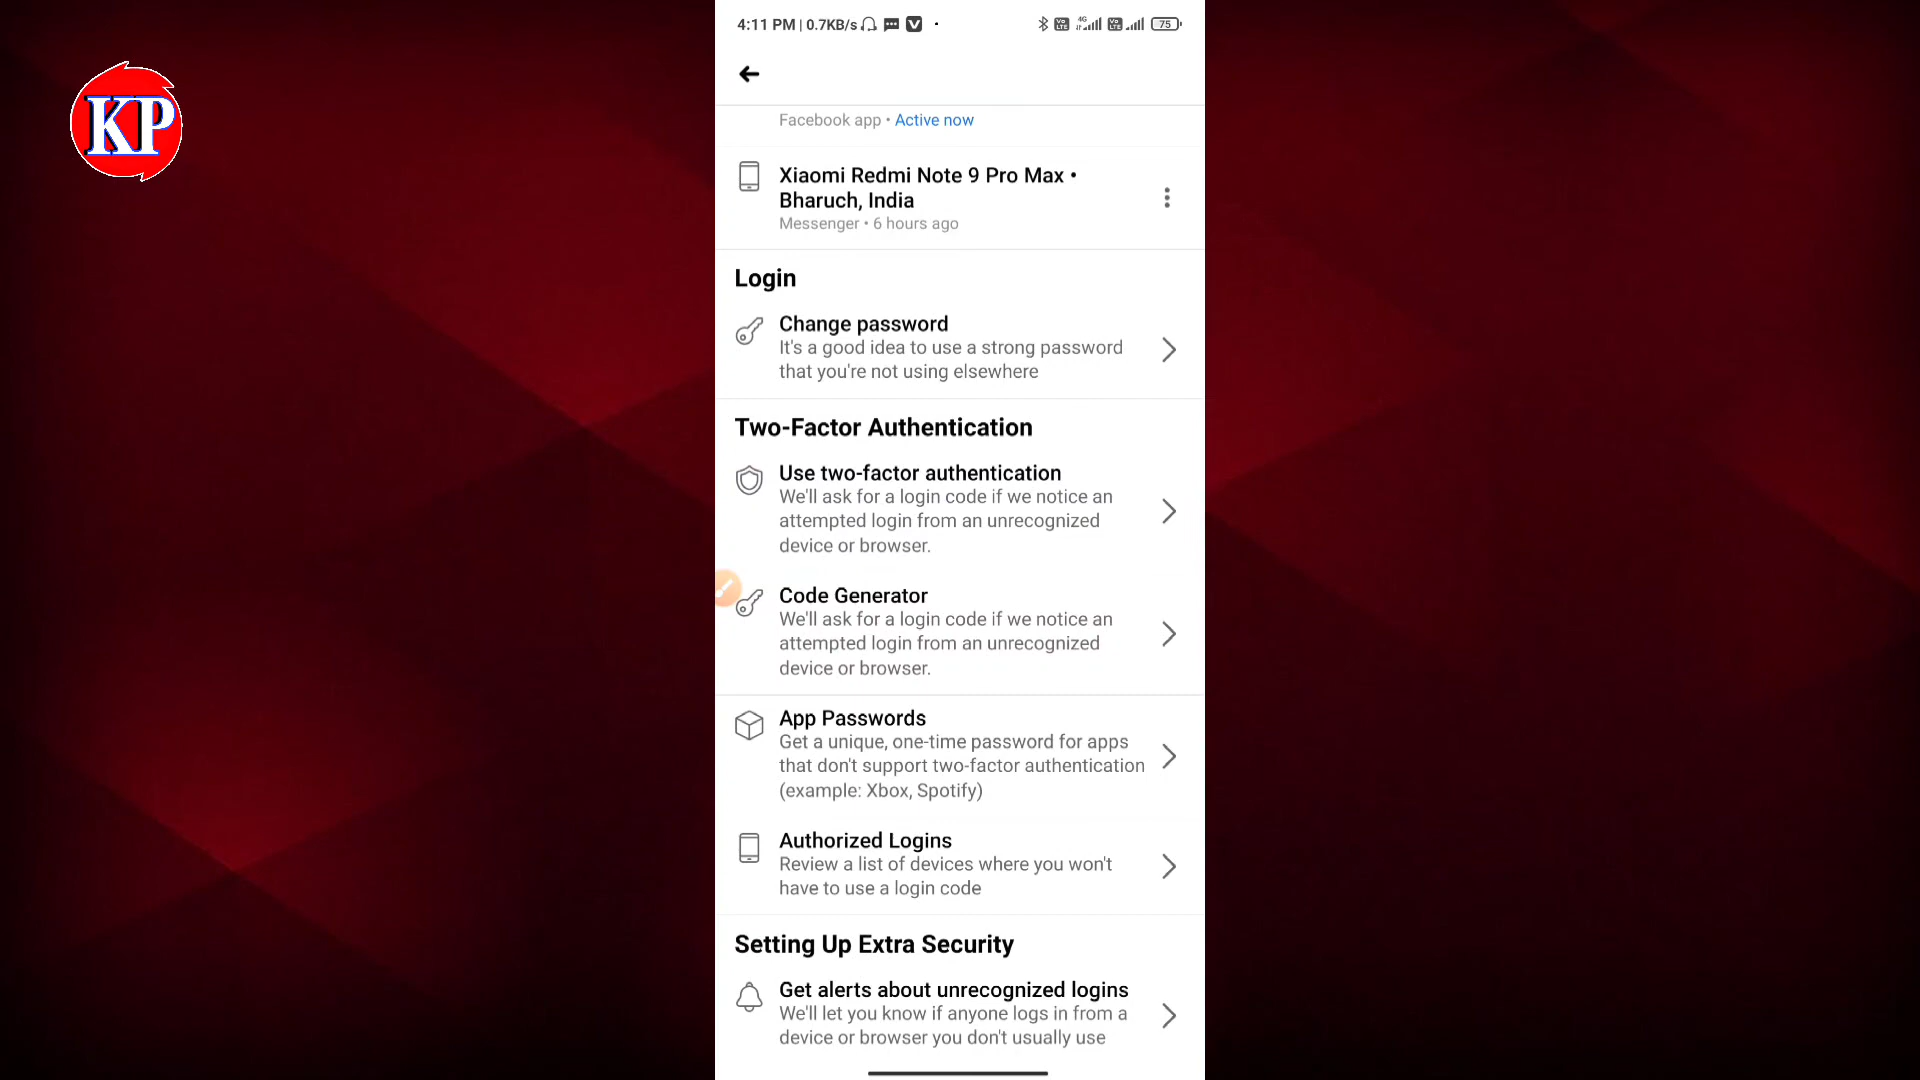 4:11 PM | 0.7KB/s
Vo LTE 4G Vo LTE 75
KP
Facebook app • Active now
Xiaomi Redmi Note 9 Pro Max •
Bharuch, India
Messenger • 6 hours ago
Login
Change password
It's a good idea to use a strong password
that you're not using elsewhere
Two-Factor Authentication
Use two-factor authentication
We'll ask for a login code if we notice an
attempted login from an unrecognized
device or browser.
Code Generator
We'll ask for a login code if we notice an
attempted login from an unrecognized
device or browser.
App Passwords
Get a unique, one-time password for apps
that don't support two-factor authentication
(example: Xbox, Spotify)
Authorized Logins
Review a list of devices where you won't
have to use a login code
Setting Up Extra Security
Get alerts about unrecognized logins
We'll let you know if anyone logs in from a
device or browser you don't usually use